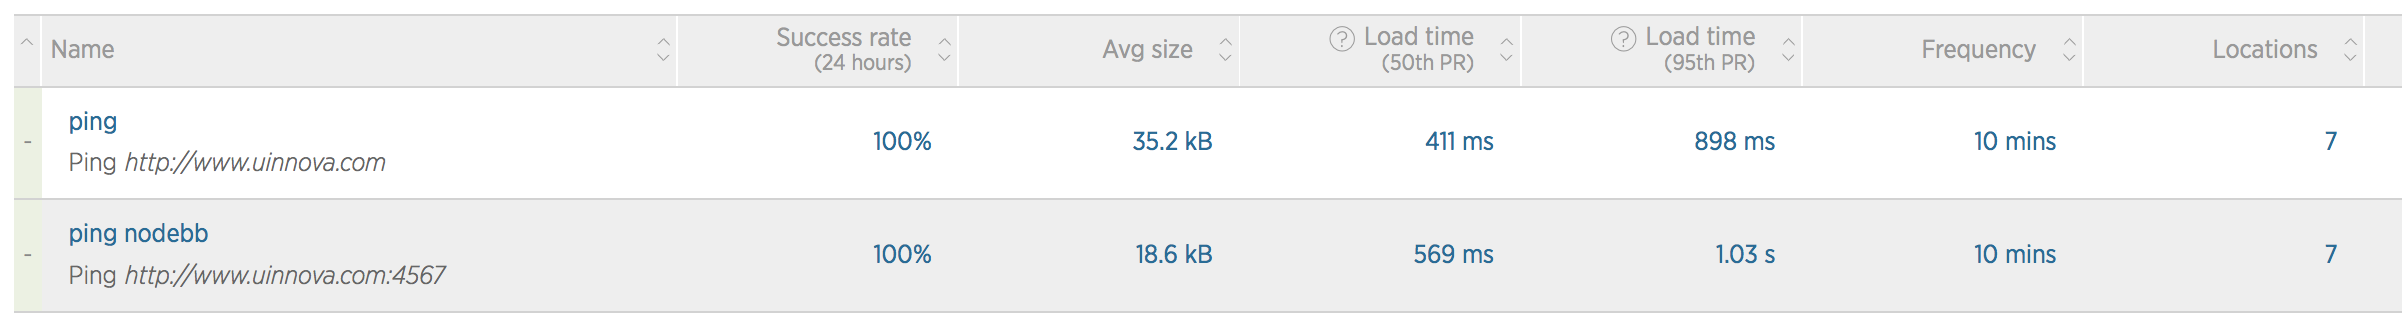 Name Success rate (24 hours) Avg size ? Load time (50th PR) ? Load time (95th PR) Frequency Locations
ping
- 100% 35.2 kB 411 ms 898 ms 10 mins 7
Ping http://www.uinnova.com
ping nodebb
- 100% 18.6 kB 569 ms 1.03 s 10 mins 7
Ping http://www.uinnova.com:4567